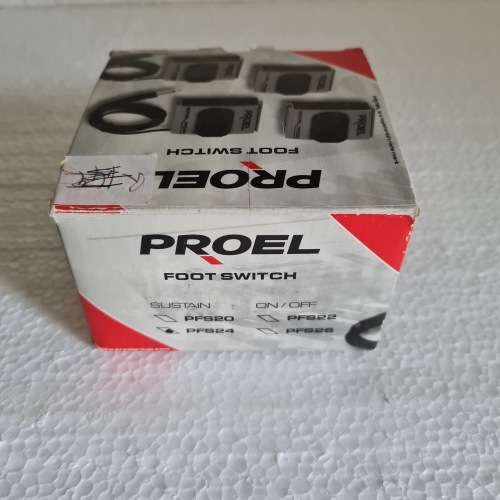 PROEL
FOOT SWITCH
PROEL
FOOT SWITCH
SUSTAIN ON / OFF
PFS20 PFS22
PFS24 PFS26